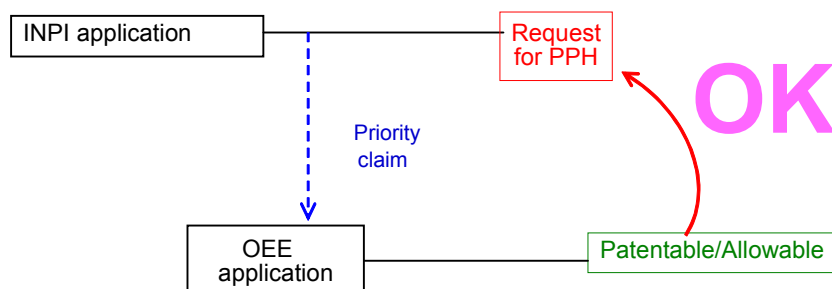 INPI application
Request
for PPH
OK
Priority
claim
OEE
application
Patentable/Allowable